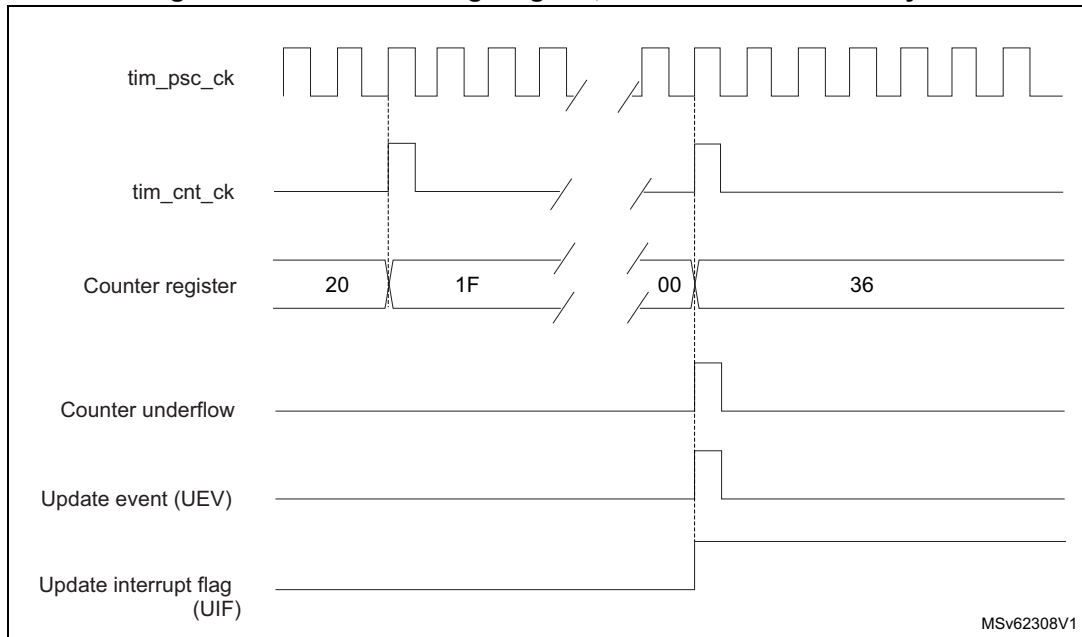 tim_psc_ck
tim_cnt_ck
Counter register
20
1F
00
36
Counter underflow
Update event (UEV)
Update interrupt flag
(UIF)
MSv62308V1